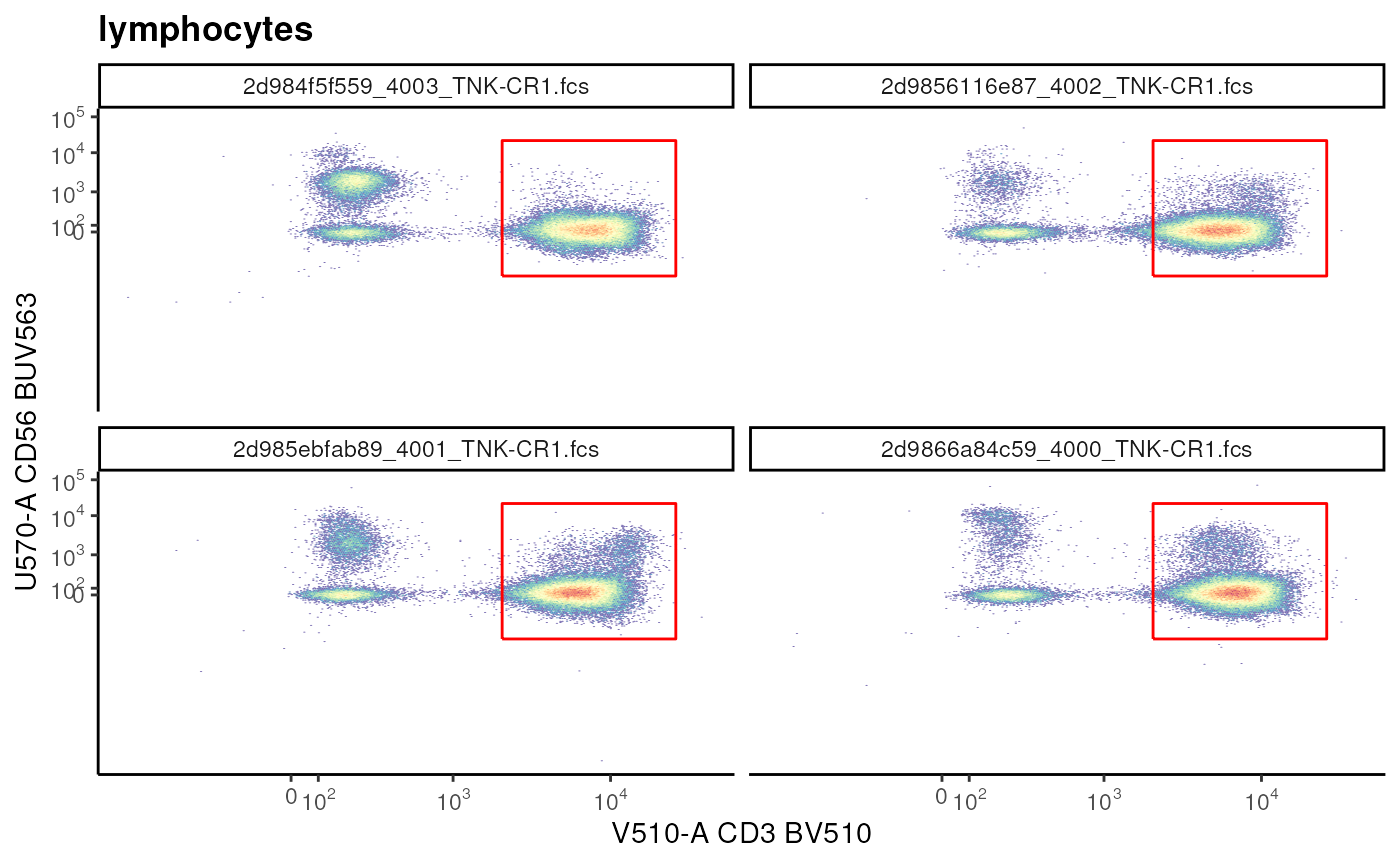 lymphocytes
2d984f5f559_4003_TNK-CR1.fcs
2d9856116e87_4002_TNK-CR1.fcs
10^5
10^4
10^3
10^2
0
U570-A CD56 BUV563
2d985ebfab89_4001_TNK-CR1.fcs
2d9866a84c59_4000_TNK-CR1.fcs
10^5
10^4
10^3
10^2
0
0 10^2 10^3 10^4
0 10^2 10^3 10^4
V510-A CD3 BV510